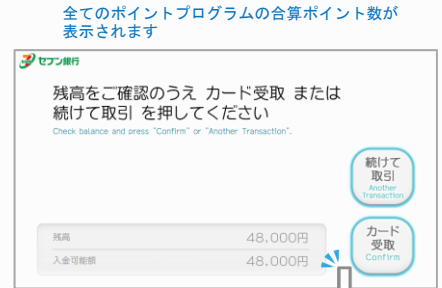 全てのポイントプログラムの合算ポイント数が
表示されます
セブン銀行
残高をご確認のうえ カード受取 または
続けて取引 を押してください
Check balance and press "Confirm" or "Another Transaction".
続けて
取引
Another
Transaction
残高 48,000円
入金可能額 48,000円
カード
受取
Confirm